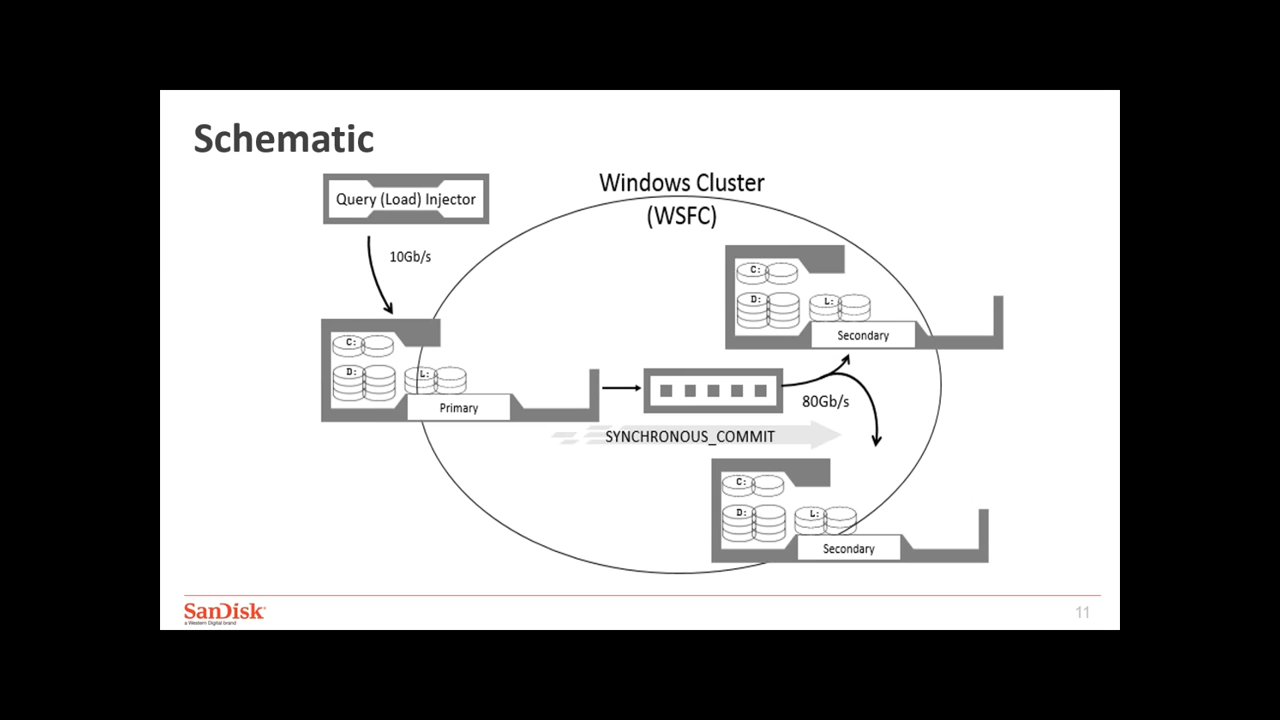 Schematic
Query (Load) Injector
10Gb/s
Windows Cluster
(WSFC)
C:
D:
L:
Primary
C:
D:
L:
Secondary
80Gb/s
SYNCHRONOUS_COMMIT
C:
D:
L:
Secondary
SanDisk®
a Western Digital brand
11